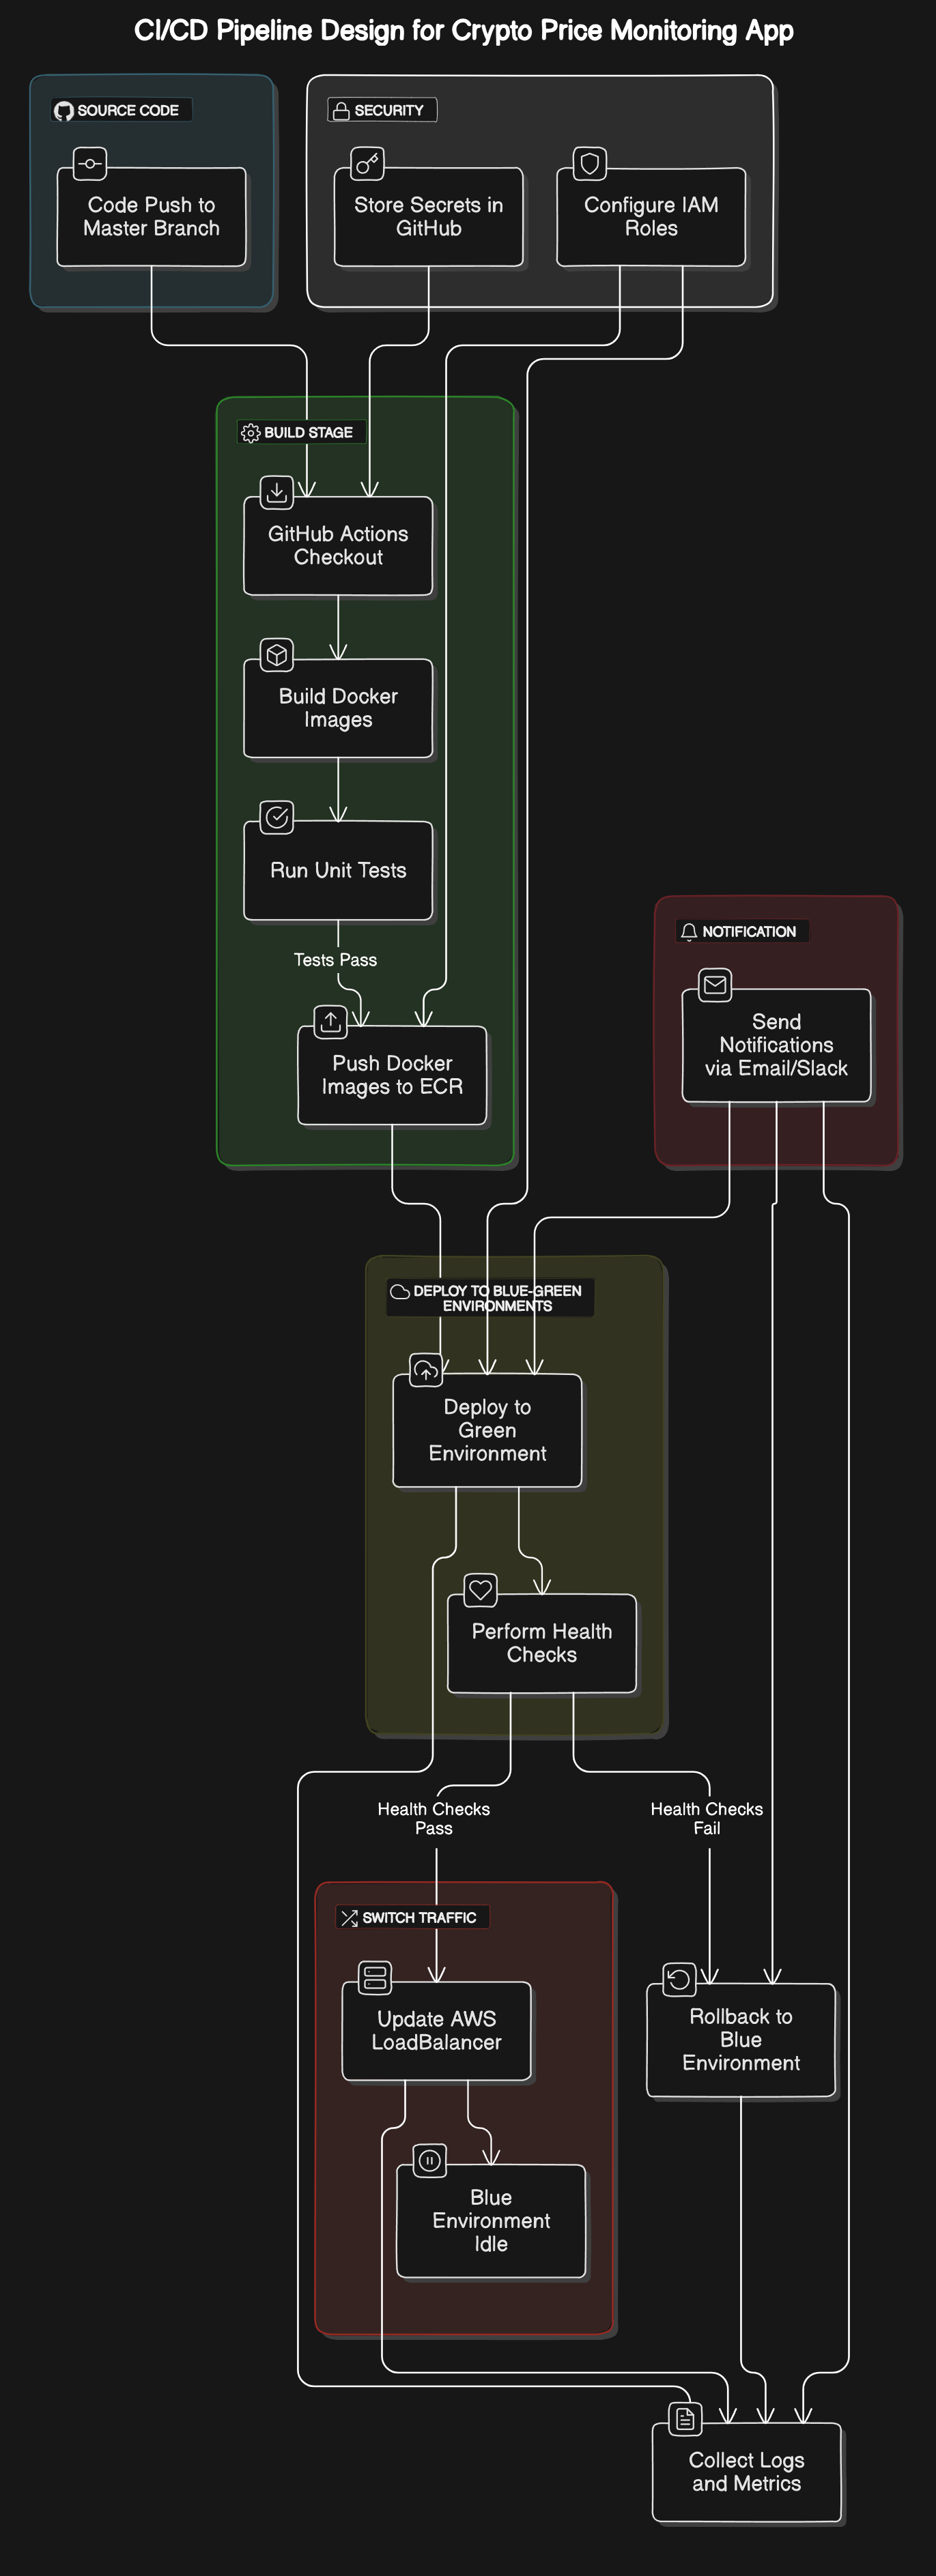 CI/CD Pipeline Design for Crypto Price Monitoring App
SOURCE CODE
Code Push to
Master Branch
SECURITY
Store Secrets in
GitHub
Configure IAM
Roles
BUILD STAGE
GitHub Actions
Checkout
Build Docker
Images
Run Unit Tests
Tests Pass
Push Docker
Images to ECR
NOTIFICATION
Send
Notifications
via Email/Slack
DEPLOY TO BLUE-GREEN
ENVIRONMENTS
Deploy to
Green
Environment
Perform Health
Checks
Health Checks
Pass
Health Checks
Fail
SWITCH TRAFFIC
Update AWS
LoadBalancer
Rollback to
Blue
Environment
Blue
Environment
Idle
Collect Logs
and Metrics